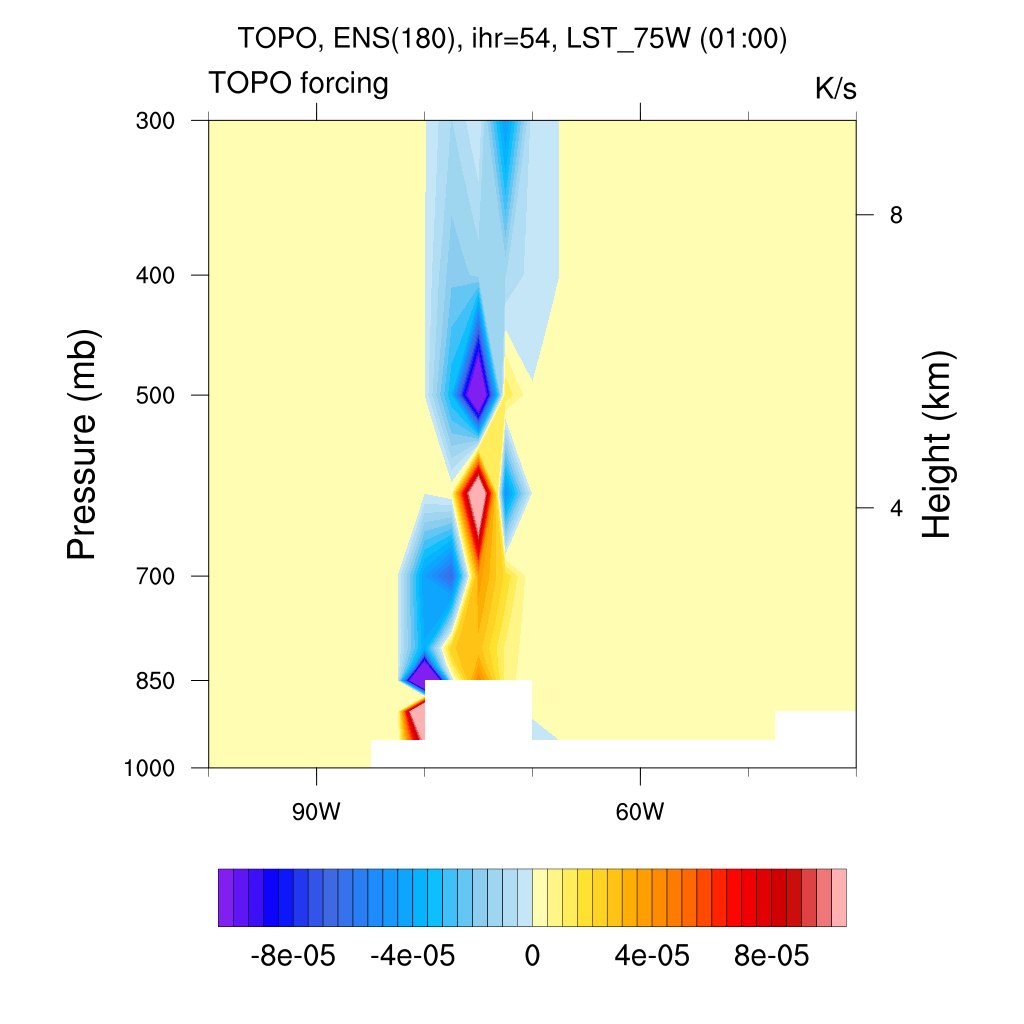 TOPO, ENS(180), ihr=54, LST_75W (01:00)
TOPO forcing
K/s
300
400
500
700
850
1000
Pressure (mb)
8
4
Height (km)
90W
60W
-8e-05
-4e-05
0
4e-05
8e-05